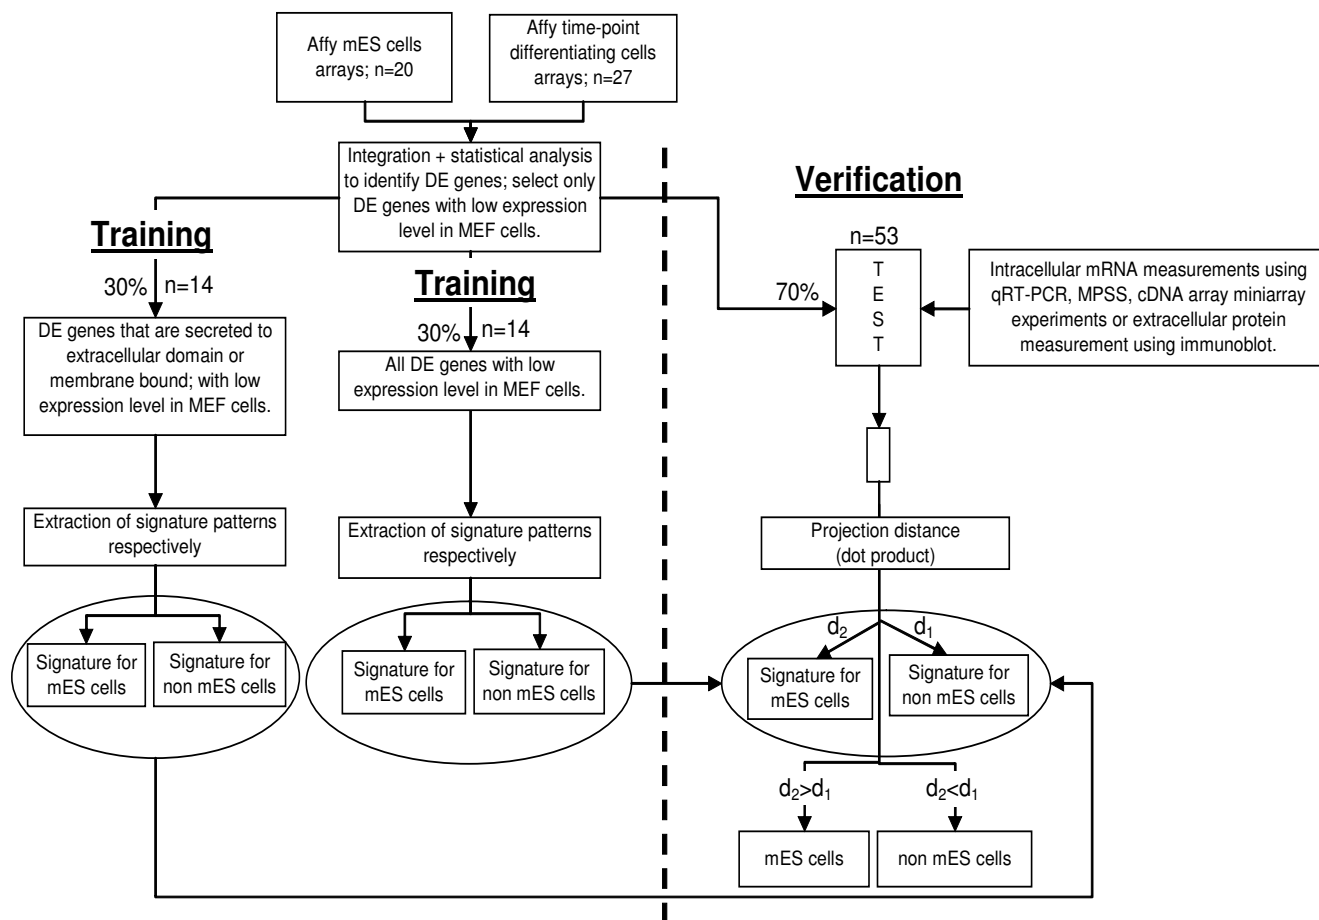 Affy mES cells
arrays; n=20
Affy time-point
differentiating cells
arrays; n=27
Integration + statistical analysis
to identify DE genes; select only
DE genes with low expression
level in MEF cells.
Training
30%
n=14
DE genes that are secreted to
extracellular domain or
membrane bound; with low
expression level in MEF cells.
Extraction of signature patterns
respectively
Signature for
mES cells
Signature for
non mES cells
Training
30%
n=14
All DE genes with low
expression level in MEF cells.
Extraction of signature patterns
respectively
Signature for
mES cells
Signature for
non mES cells
Verification
n=53
70%
T
E
S
T
Intracellular mRNA measurements using
qRT-PCR, MPSS, cDNA array miniarray
experiments or extracellular protein
measurement using immunoblot.
Projection distance
(dot product)
d₂
d₁
Signature for
mES cells
Signature for
non mES cells
d₂>d₁
d₂<d₁
mES cells
non mES cells